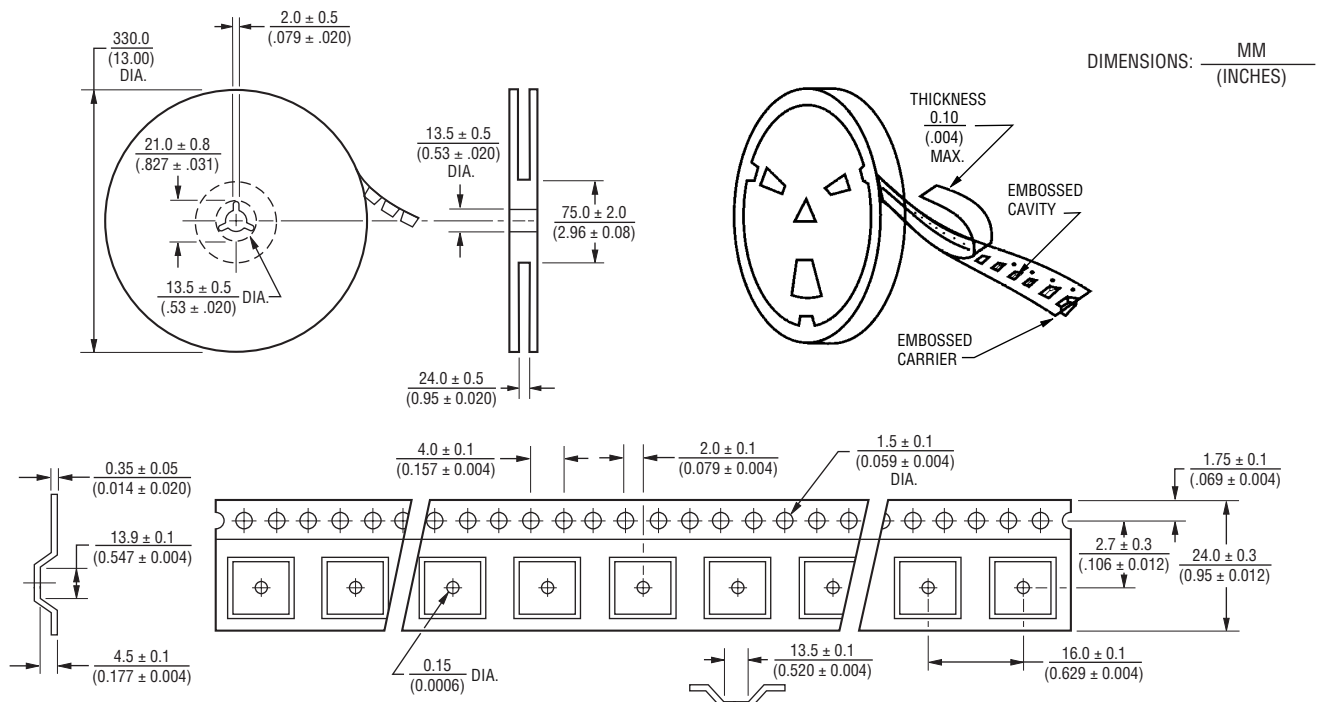 2.0 ± 0.5
(.079 ± .020)
330.0
(13.00)
DIA.
21.0 ± 0.8
(.827 ± .031)
13.5 ± 0.5
(.53 ± .020)
DIA.
13.5 ± 0.5
(0.53 ± .020)
DIA.
75.0 ± 2.0
(2.96 ± 0.08)
24.0 ± 0.5
(0.95 ± 0.020)
DIMENSIONS:
MM
(INCHES)
THICKNESS
0.10
(.004)
MAX.
EMBOSSED
CAVITY
EMBOSSED
CARRIER
0.35 ± 0.05
(0.014 ± 0.020)
13.9 ± 0.1
(0.547 ± 0.004)
4.5 ± 0.1
(0.177 ± 0.004)
4.0 ± 0.1
(0.157 ± 0.004)
2.0 ± 0.1
(0.079 ± 0.004)
1.5 ± 0.1
(0.059 ± 0.004)
DIA.
1.75 ± 0.1
(.069 ± 0.004)
2.7 ± 0.3
(.106 ± 0.012)
24.0 ± 0.3
(0.95 ± 0.012)
0.15
(0.0006)
DIA.
13.5 ± 0.1
(0.520 ± 0.004)
16.0 ± 0.1
(0.629 ± 0.004)